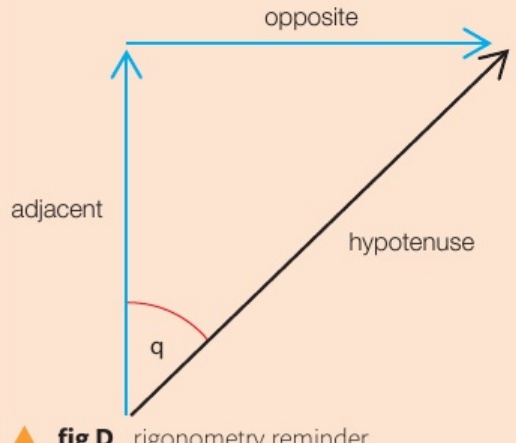 opposite
adjacent
hypotenuse
q
fig D rigonometry reminder